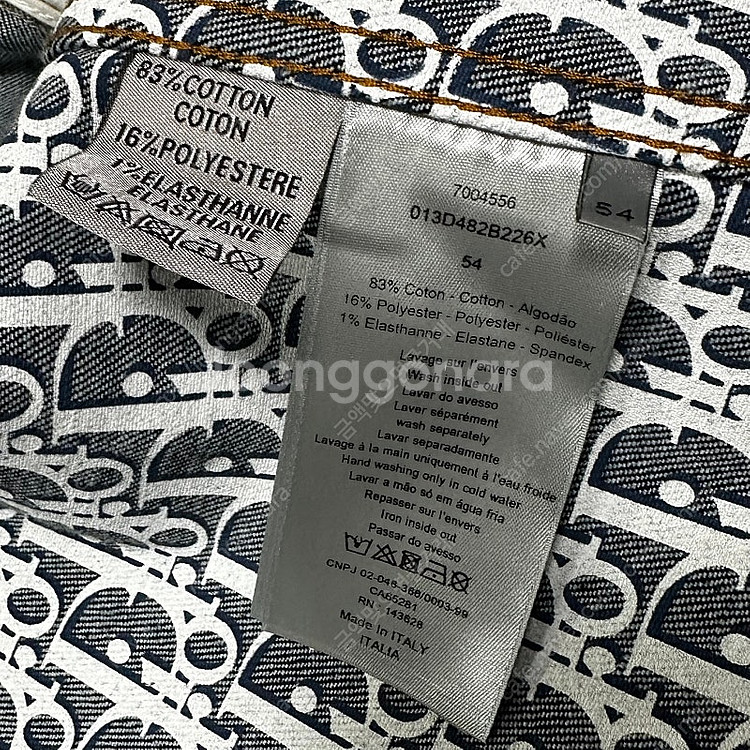 83%COTTON
COTON
16%POLYESTERE
1%ELASTHANNE
ELASTHANE
7004556
013D482B226X
54
54
83% Coton - Cotton - Algodão
16% Polyester - Polyester - Poliéster
1% Elasthanne - Elastane - Spandex
Lavage sur l'envers
Wash inside out
Lavar do avesso
Laver séparément
wash separately
Lavar separadamente
Lavage à la main uniquement à l'eau froide
Hand washing only in cold water
Lavar a mão só em água fria
Repasser sur l'envers
Iron inside out
Passar do avesso
CNPJ 02-048-368/0003-99
CA65281
RN : 143628
Made in ITALY
ITALIA
Dior